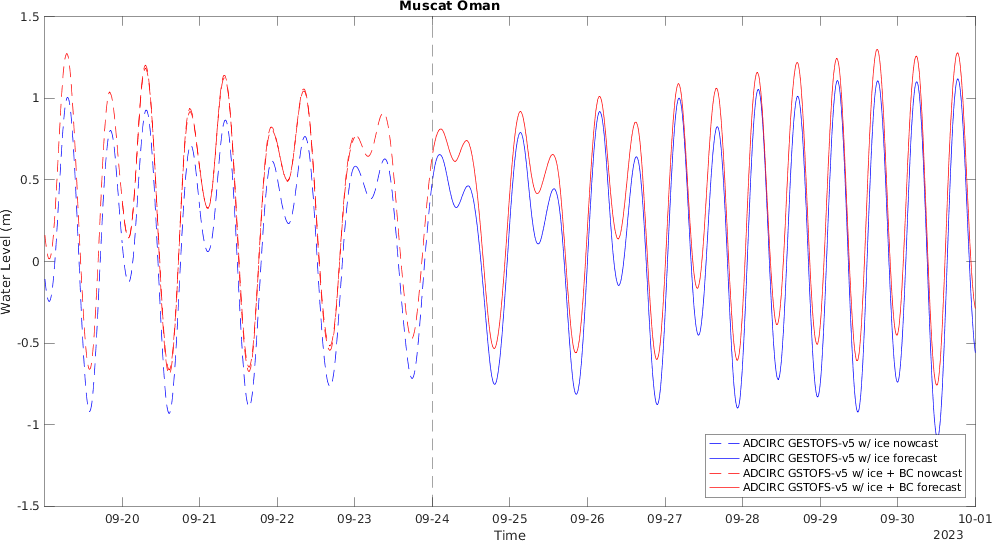 Muscat Oman
1.5
1
0.5
0
-0.5
-1
-1.5
Water Level (m)
ADCIRC GESTOFS-v5 w/ ice nowcast
ADCIRC GESTOFS-v5 w/ ice forecast
ADCIRC GSTOFS-v5 w/ ice + BC nowcast
ADCIRC GSTOFS-v5 w/ ice + BC forecast
09-20 09-21 09-22 09-23 09-24 09-25 09-26 09-27 09-28 09-29 09-30 10-01
Time
2023